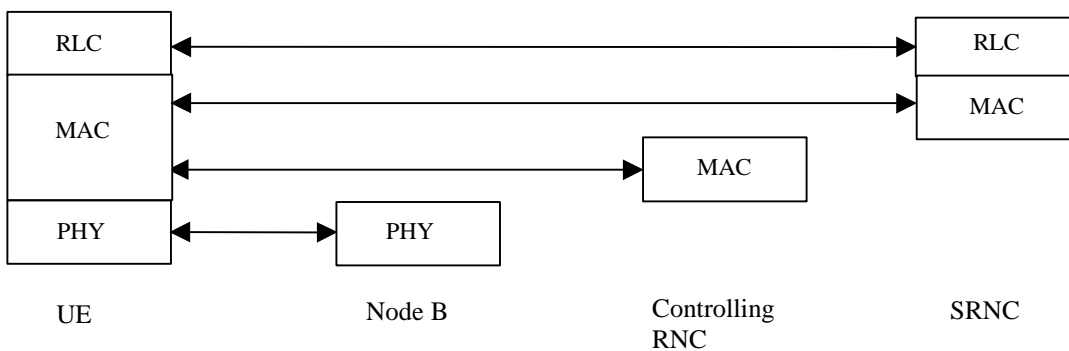 RLC
RLC
MAC
MAC
MAC
PHY
PHY
UE
Node B
Controlling
RNC
SRNC